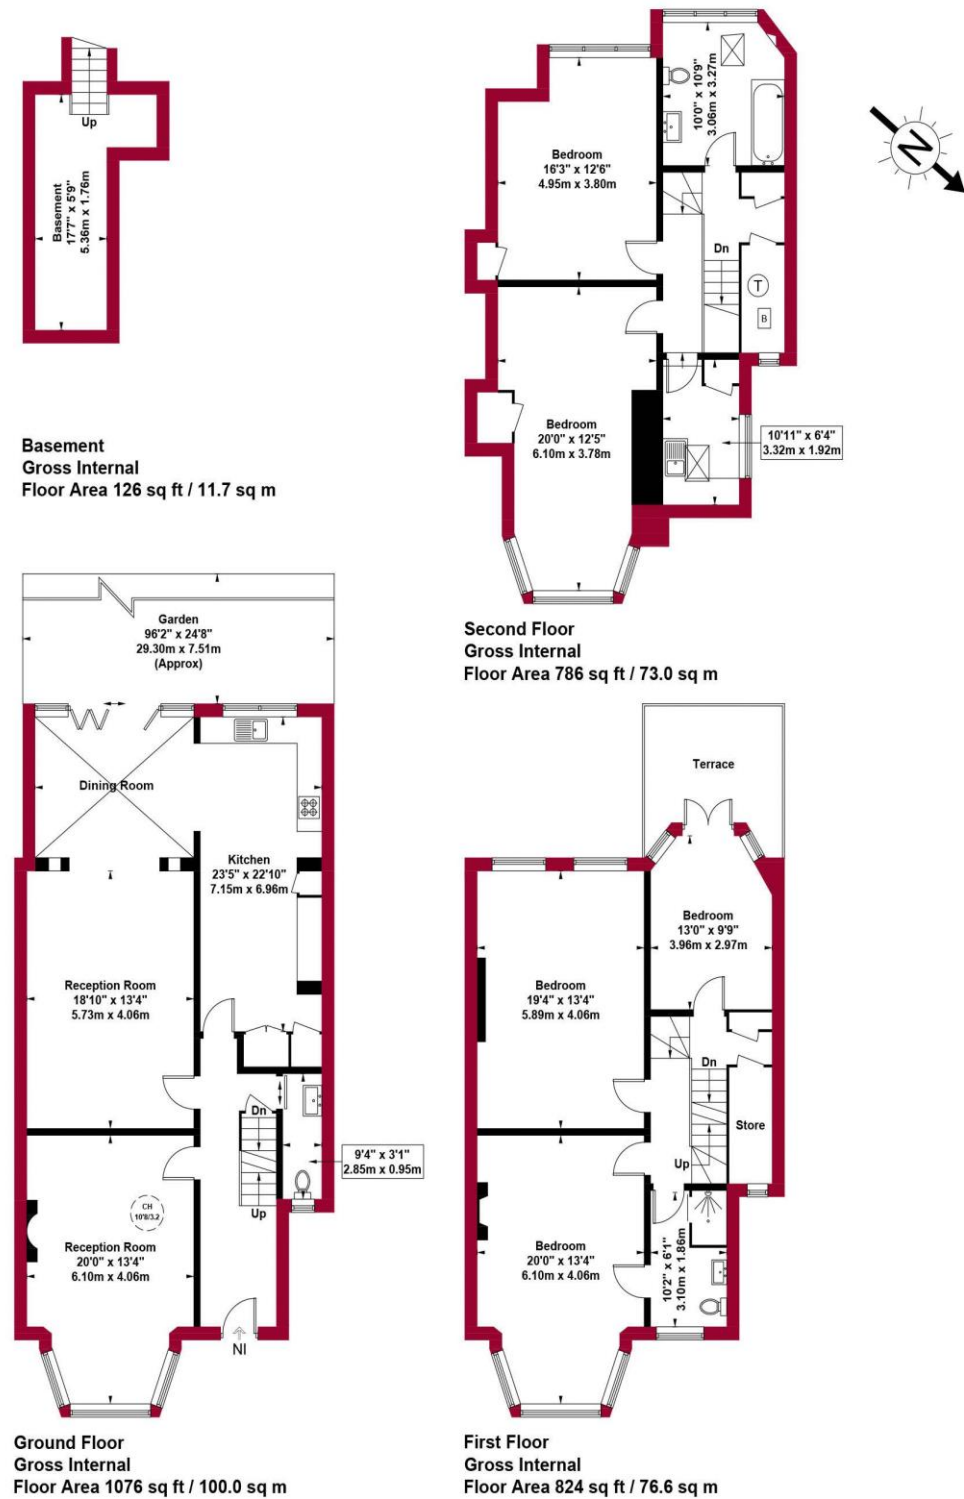 Up
Basement
17'7" x 5'9"
5.36m x 1.76m
Basement
Gross Internal
Floor Area 126 sq ft / 11.7 sq m
10'0" x 10'9"
3.06m x 3.27m
Bedroom
16'3" x 12'6"
4.95m x 3.80m
Dn
T
B
Bedroom
20'0" x 12'5"
6.10m x 3.78m
10'11" x 6'4"
3.32m x 1.92m
N
Second Floor
Gross Internal
Floor Area 786 sq ft / 73.0 sq m
Garden
96'2" x 24'8"
29.30m x 7.51m
(Approx)
Dining Room
Kitchen
23'5" x 22'10"
7.15m x 6.96m
Reception Room
18'10" x 13'4"
5.73m x 4.06m
Dn
9'4" x 3'1"
2.85m x 0.95m
Up
CH
10'8/3.2
Reception Room
20'0" x 13'4"
6.10m x 4.06m
IN
Ground Floor
Gross Internal
Floor Area 1076 sq ft / 100.0 sq m
Terrace
Bedroom
13'0" x 9'9"
3.96m x 2.97m
Bedroom
19'4" x 13'4"
5.89m x 4.06m
Dn
Store
Up
Bedroom
20'0" x 13'4"
6.10m x 4.06m
10'2" x 6'1"
3.10m x 1.86m
First Floor
Gross Internal
Floor Area 824 sq ft / 76.6 sq m